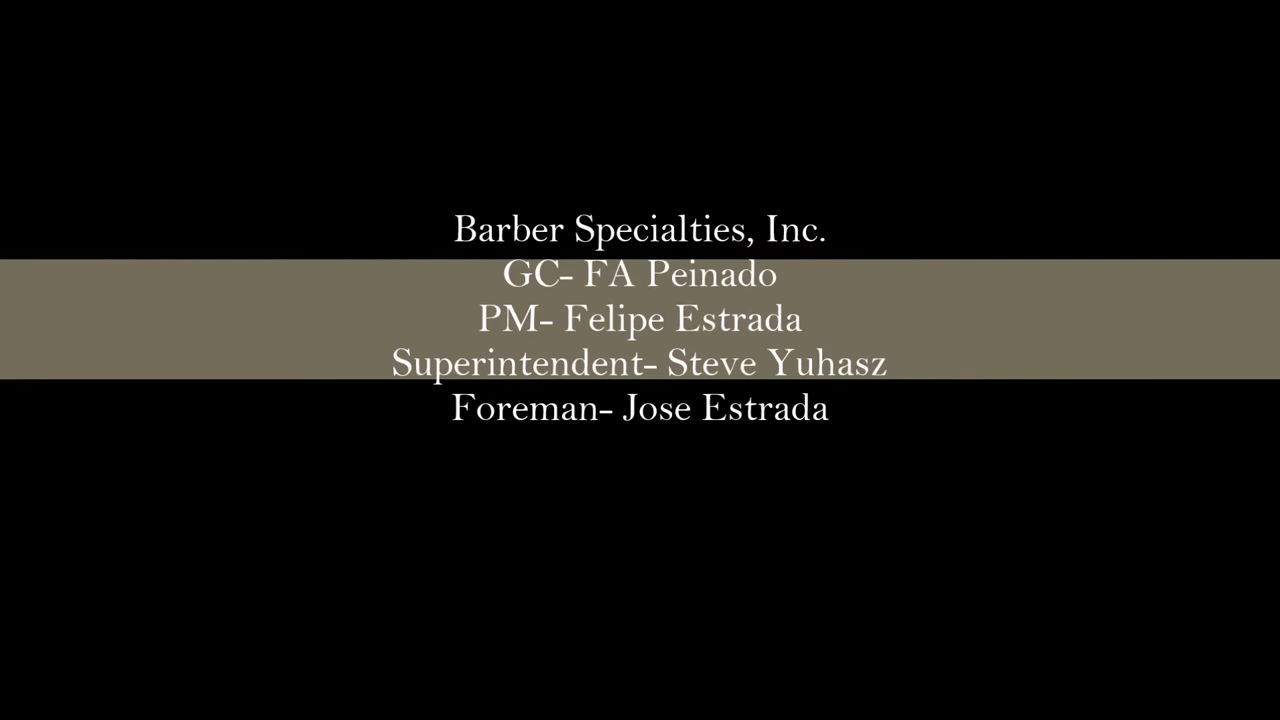 Barber Specialties, Inc.
GC- FA Peinado
PM- Felipe Estrada
Superintendent- Steve Yuhasz
Foreman- Jose Estrada